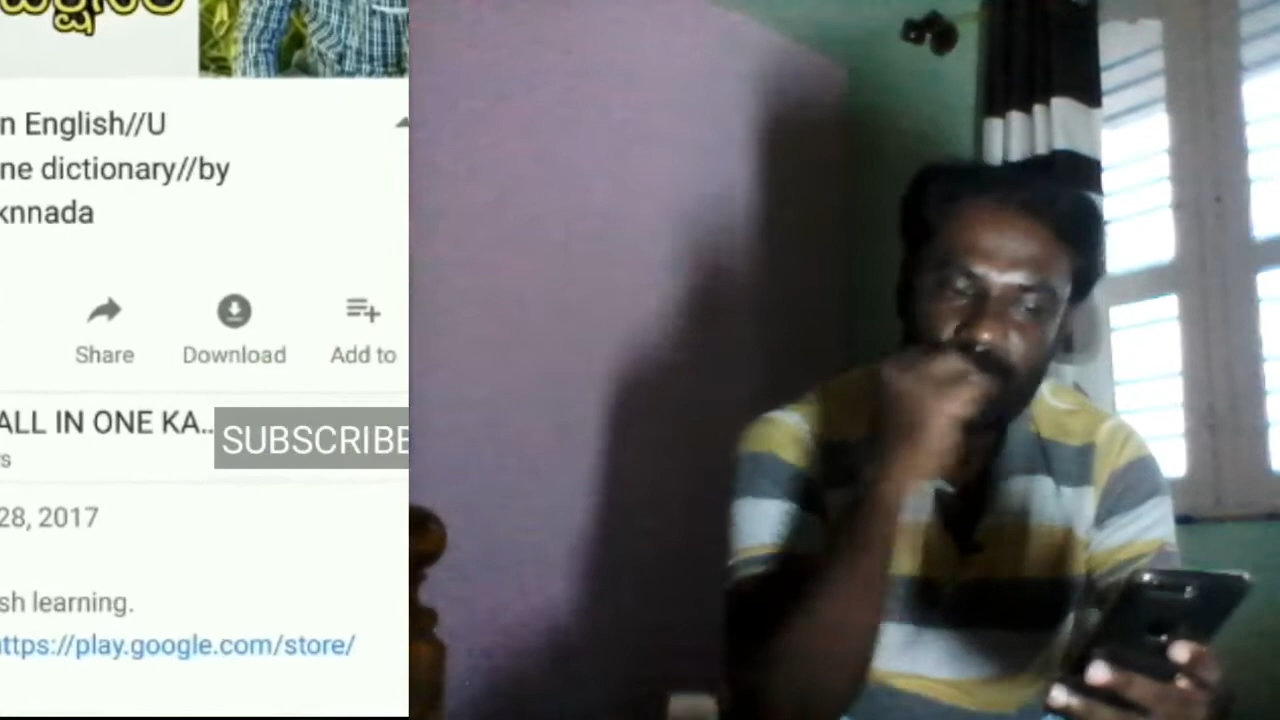 n English//U
ne dictionary//by
knnada
Share
Download
Add to
ALL IN ONE KA..
SUBSCRIBE
rs
28, 2017
sh learning.
https://play.google.com/store/